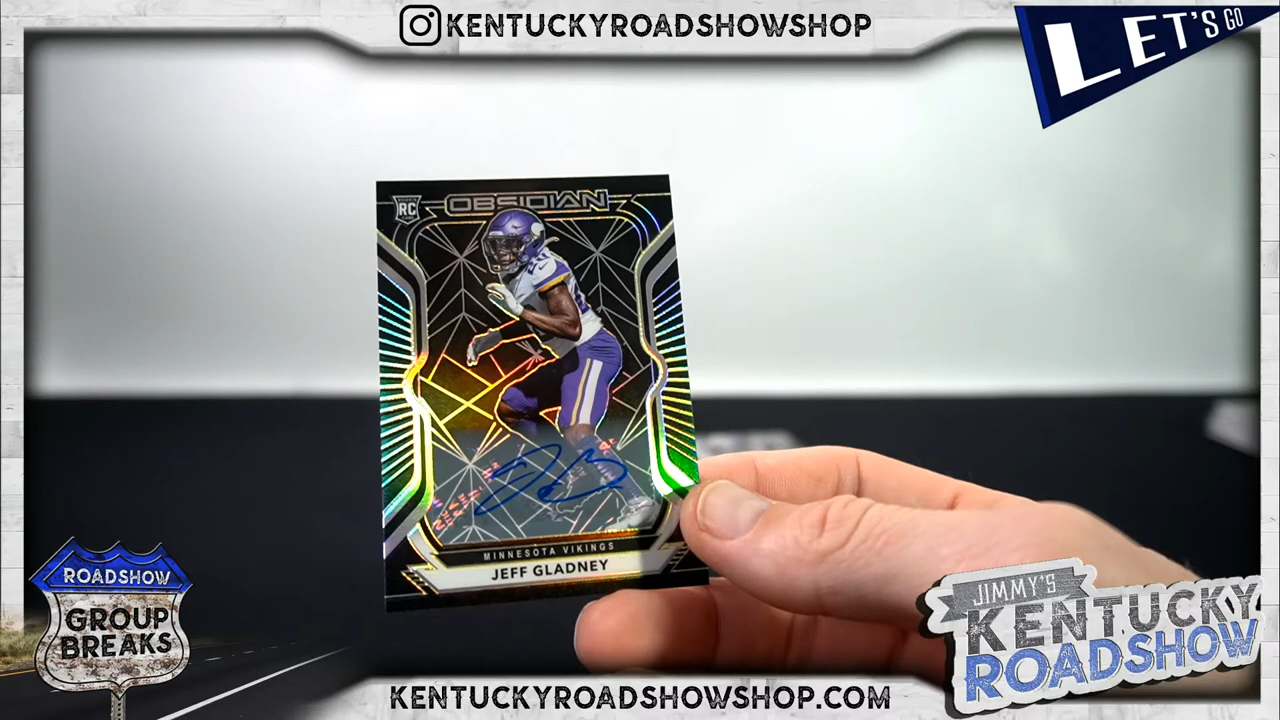 KENTUCKYROADSHOWSHOP
LET'S GO
RC
OBSIDIAN
MINNESOTA VIKINGS
JEFF GLADNEY
ROADSHOW
GROUP
BREAKS
JIMMY'S
KENTUCKY
ROADSHOW
KENTUCKYROADSHOWSHOP.COM